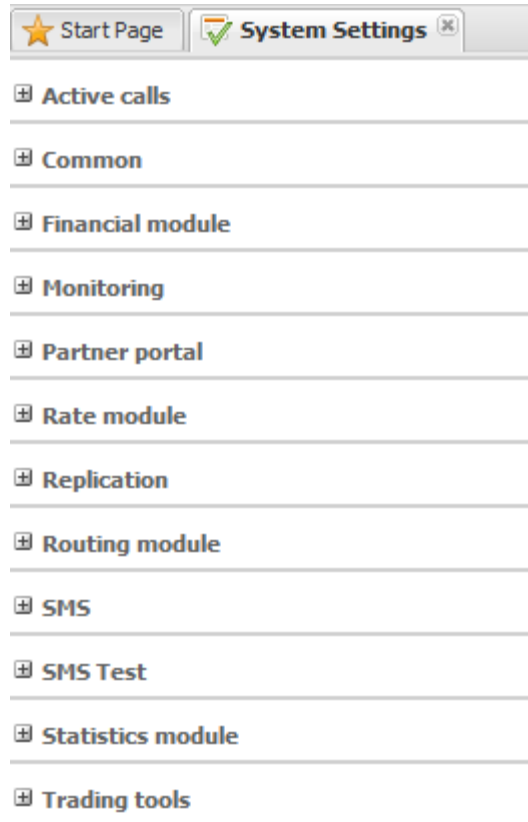 Start Page System Settings
Active calls
Common
Financial module
Monitoring
Partner portal
Rate module
Replication
Routing module
SMS
SMS Test
Statistics module
Trading tools